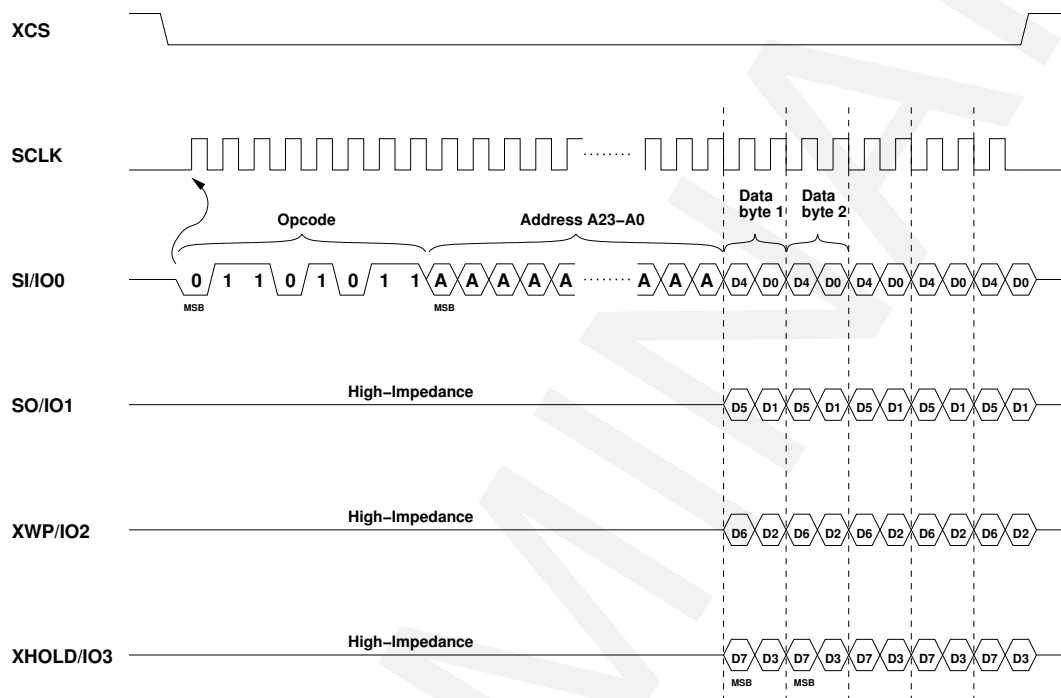 XCS
SCLK
Opcode
Address A23–A0
Data byte 1
Data byte 2
SI/IO0
0 1 1 0 1 0 1 1 A A A A A ........ A A A D4 D0 D4 D0 D4 D0 D4 D0 D4 D0
MSB
MSB
SO/IO1
High–Impedance
D5 D1 D5 D1 D5 D1 D5 D1 D5 D1
XWP/IO2
High–Impedance
D6 D2 D6 D2 D6 D2 D6 D2 D6 D2
XHOLD/IO3
High–Impedance
D7 D3 D7 D3 D7 D3 D7 D3 D7 D3
MSB
MSB